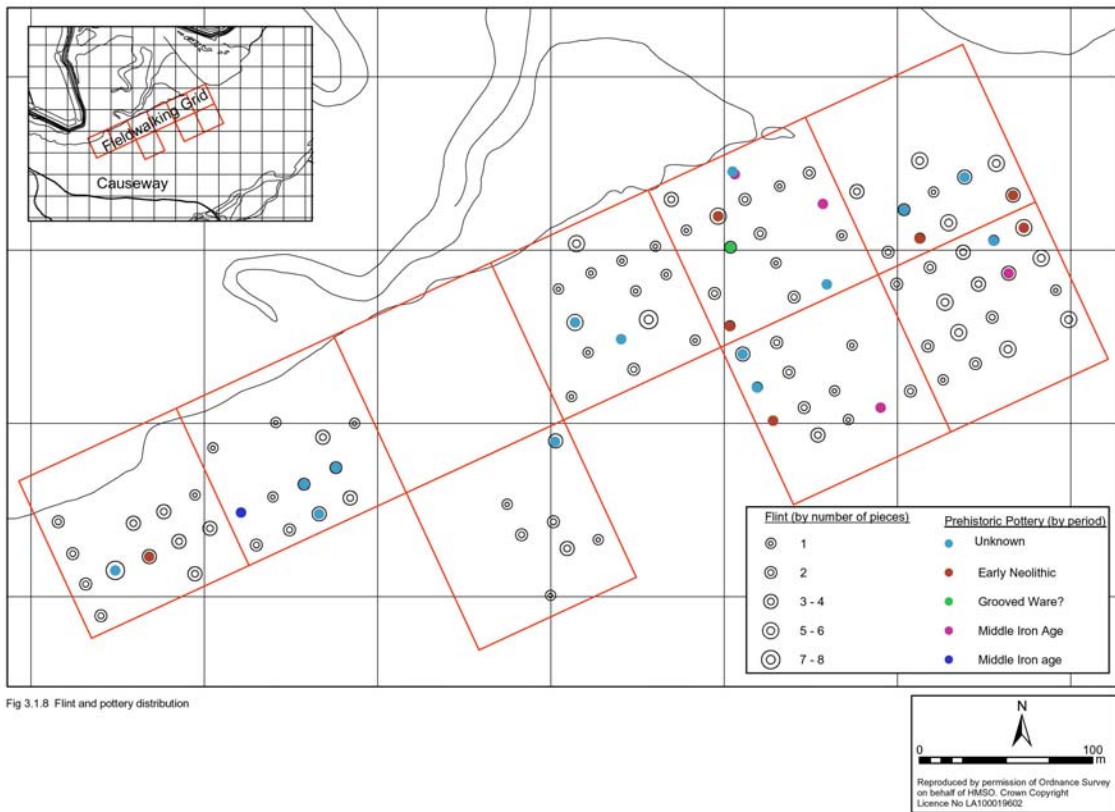 Fieldwalking Grid
Causeway
Flint (by number of pieces)
1
2
3 - 4
5 - 6
7 - 8
Prehistoric Pottery (by period)
Unknown
Early Neolithic
Grooved Ware?
Middle Iron Age
Middle Iron age
Fig 3.1.8 Flint and pottery distribution
N
0 100
m
Reproduced by permission of Ordnance Survey
on behalf of HMSO. Crown Copyright
Licence No LA100019602